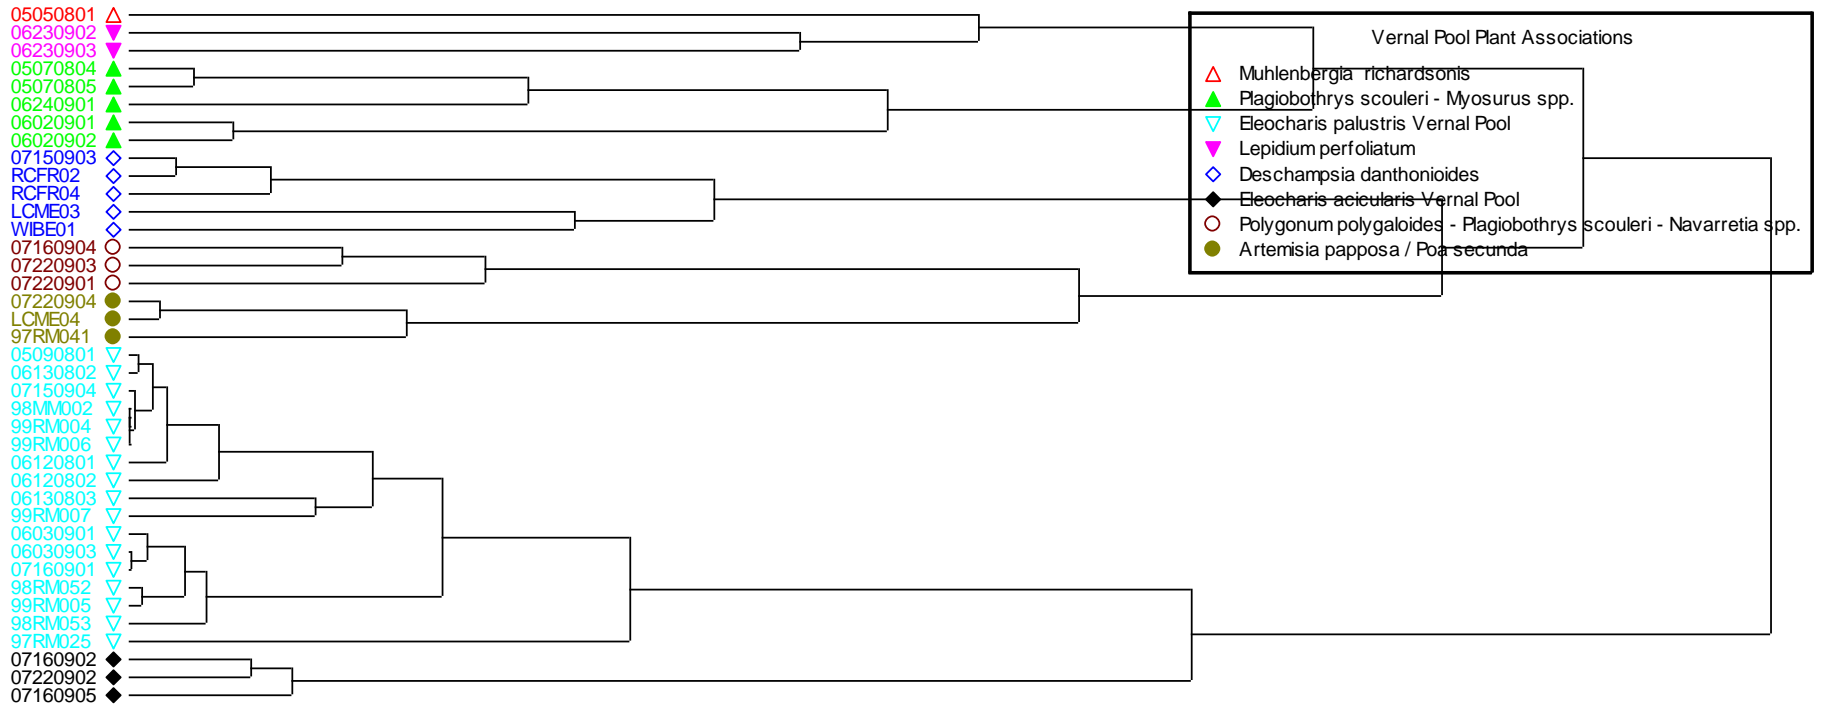 05050801
06230902
06230903
05070804
05070805
06240901
06020901
06020902
07150903
RCFR02
RCFR04
LCME03
WIBE01
07160904
07220903
07220901
07220904
LCME04
97RM041
05090801
06130802
07150904
98MM002
99RM004
99RM006
06120801
06120802
06130803
99RM007
06030901
06030903
07160901
98RM052
99RM005
98RM053
97RM025
07160902
07220902
07160905
Vernal Pool Plant Associations
Muhlenbergia richardsonis
Plagiobothrys scouleri - Myosurus spp.
Eleocharis palustris Vernal Pool
Lepidium perfoliatum
Deschampsia danthonioides
Eleocharis acicularis Vernal Pool
Polygonum polygaloides - Plagiobothrys scouleri - Navarretia spp.
Artemisia papposa / Poa secunda